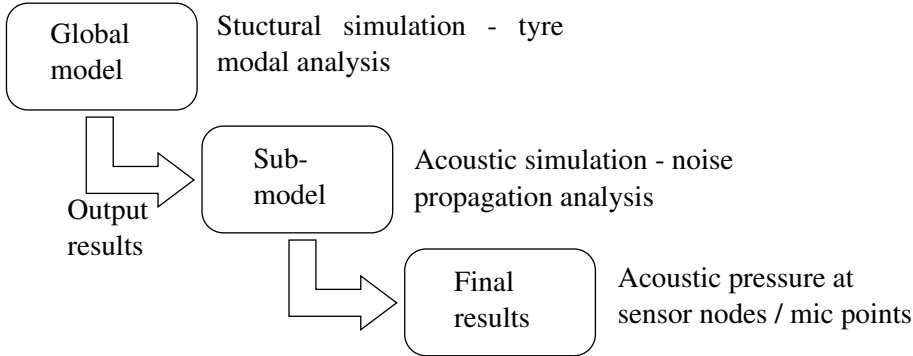 Global
model
Stuctural simulation - tyre
modal analysis
Sub-
model
Acoustic simulation - noise
propagation analysis
Output
results
Final
results
Acoustic pressure at
sensor nodes / mic points